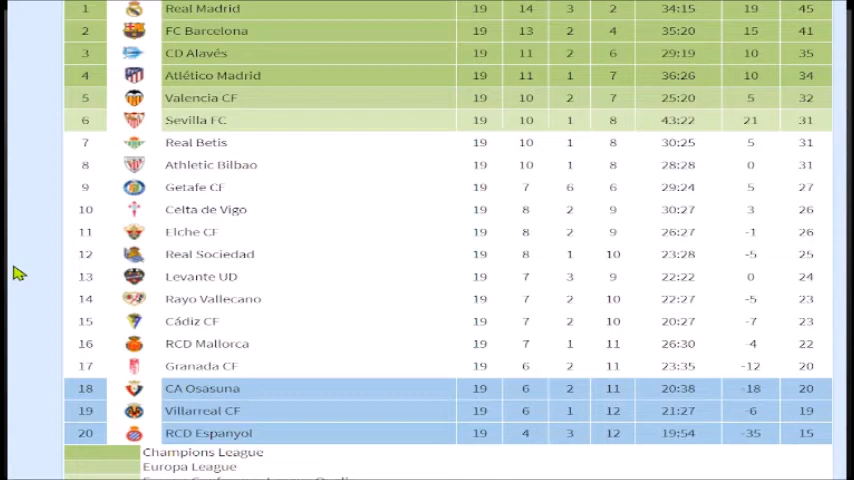 1 Real Madrid 19 14 3 2 34:15 19 45
2 FC Barcelona 19 13 2 4 35:20 15 41
3 CD Alavés 19 11 2 6 29:19 10 35
4 Atlético Madrid 19 11 1 7 36:26 10 34
5 Valencia CF 19 10 2 7 25:20 5 32
6 Sevilla FC 19 10 1 8 43:22 21 31
7 Real Betis 19 10 1 8 30:25 5 31
8 Athletic Bilbao 19 10 1 8 28:28 0 31
9 Getafe CF 19 7 6 6 29:24 5 27
10 Celta de Vigo 19 8 2 9 30:27 3 26
11 Elche CF 19 8 2 9 26:27 -1 26
12 Real Sociedad 19 8 1 10 23:28 -5 25
13 Levante UD 19 7 3 9 22:22 0 24
14 Rayo Vallecano 19 7 2 10 22:27 -5 23
15 Cádiz CF 19 7 2 10 20:27 -7 23
16 RCD Mallorca 19 7 1 11 26:30 -4 22
17 Granada CF 19 6 2 11 23:35 -12 20
18 CA Osasuna 19 6 2 11 20:38 -18 20
19 Villarreal CF 19 6 1 12 21:27 -6 19
20 RCD Espanyol 19 4 3 12 19:54 -35 15
Champions League
Europa League